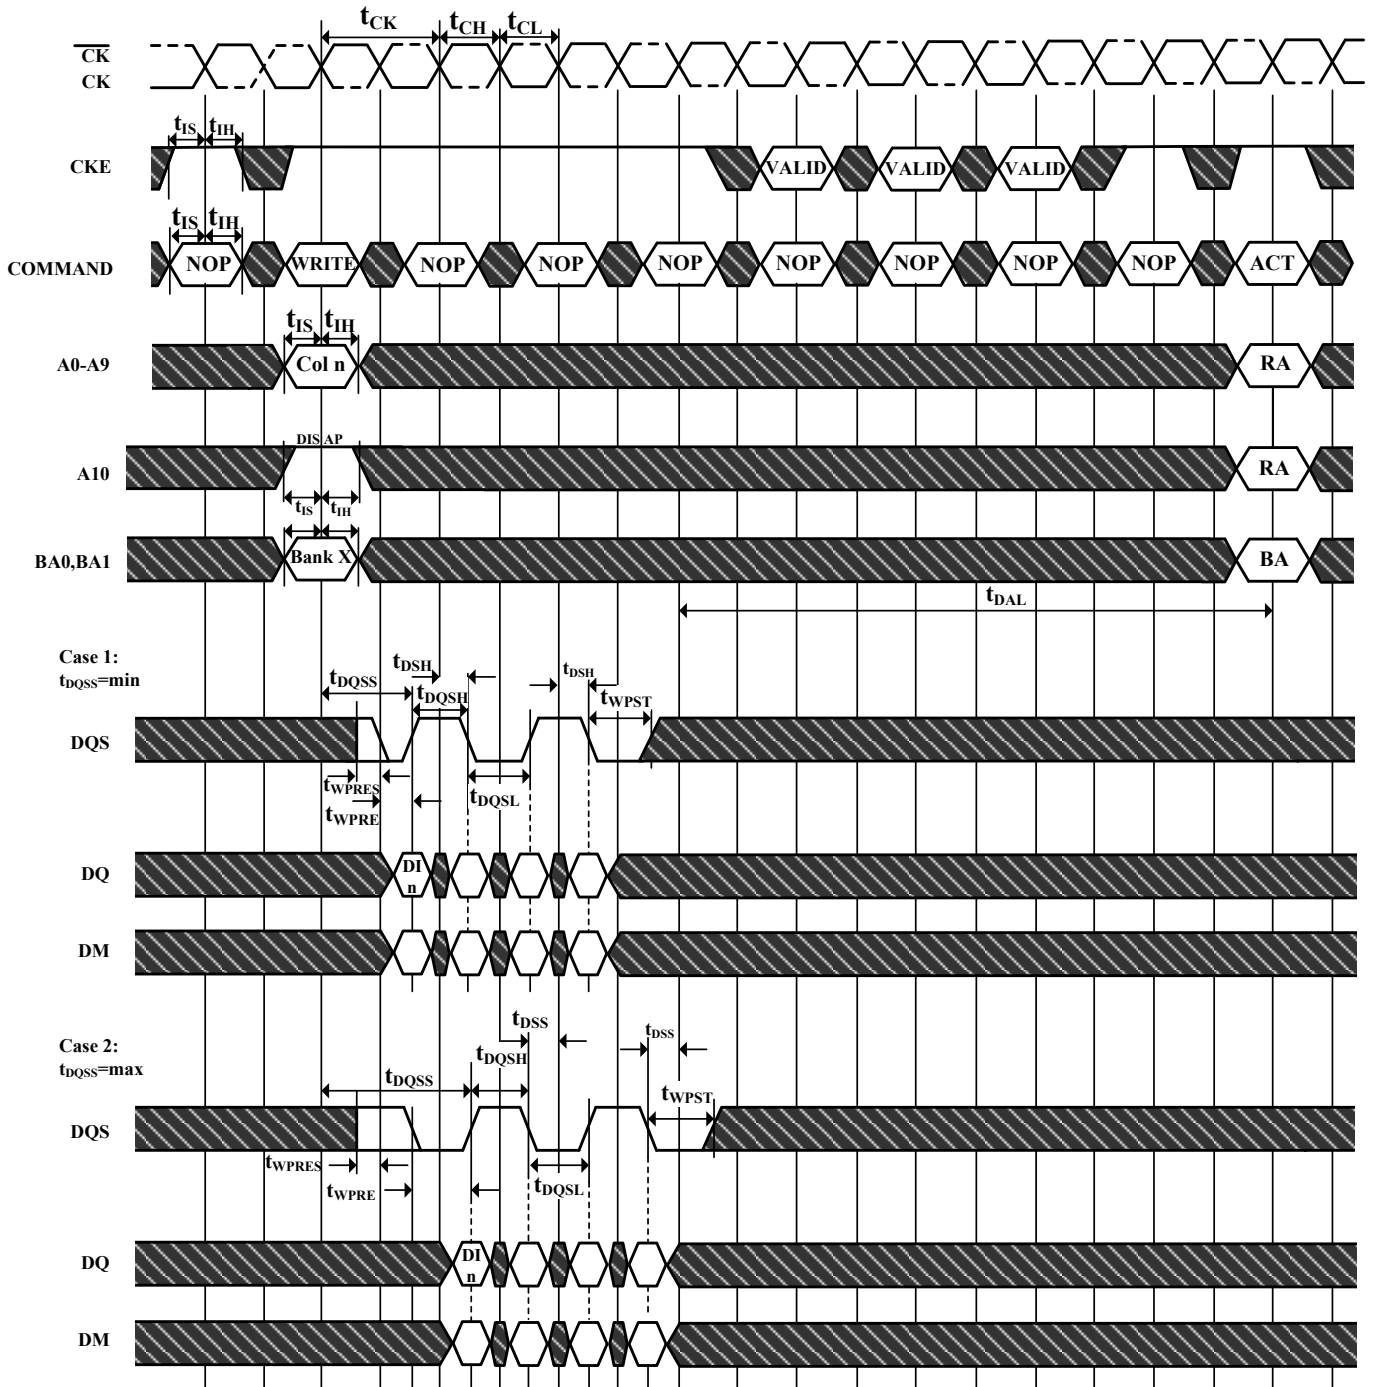 tCK tCH tCL
CK
CK
tIS tIH
CKE VALID VALID VALID
tIS tIH
COMMAND NOP WRITE NOP NOP NOP NOP NOP NOP NOP ACT
tIS tIH
A0-A9 Col n RA
DIS AP
A10 RA
tIS tIH
BA0,BA1 Bank X BA
tDAL
Case 1:
tDQSS=min
tDQSS tDSH tDQSH tDSH tWPST
DQS
tWPRES tDQSL
tWPRE
DQ DI n
DM
Case 2:
tDQSS=max
tDQSS tDQSH tDSS tDSS tWPST
DQS
tWPRES tWPRE tDQSL
DQ DI n
DM